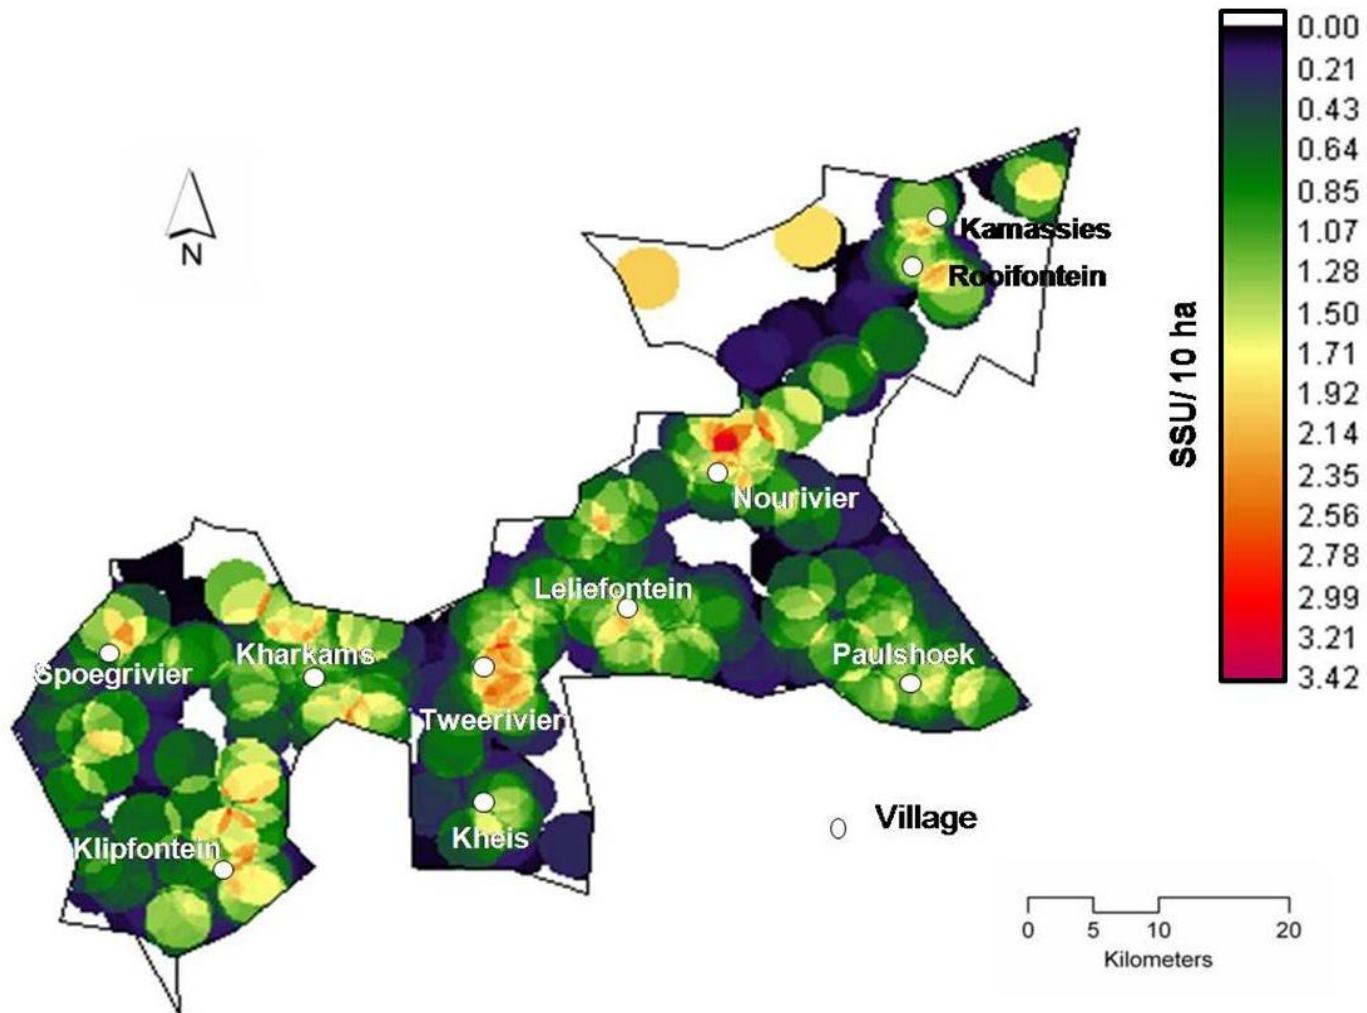 0.00
0.21
0.43
0.64
0.85
1.07
1.28
1.50
1.71
1.92
2.14
2.35
2.56
2.78
2.99
3.21
3.42
SSU/ 10 ha
N
Kamassies
Rooifontein
Nourivier
Leliefontein
Kharkams
Spoegrivier
Paulshoek
Tweerivier
Kheis
Klipfontein
Village
0 5 10 20
Kilometers